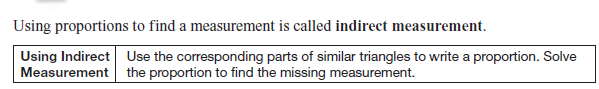 Using proportions to find a measurement is called indirect measurement.
Using Indirect Measurement
Use the corresponding parts of similar triangles to write a proportion. Solve
the proportion to find the missing measurement.